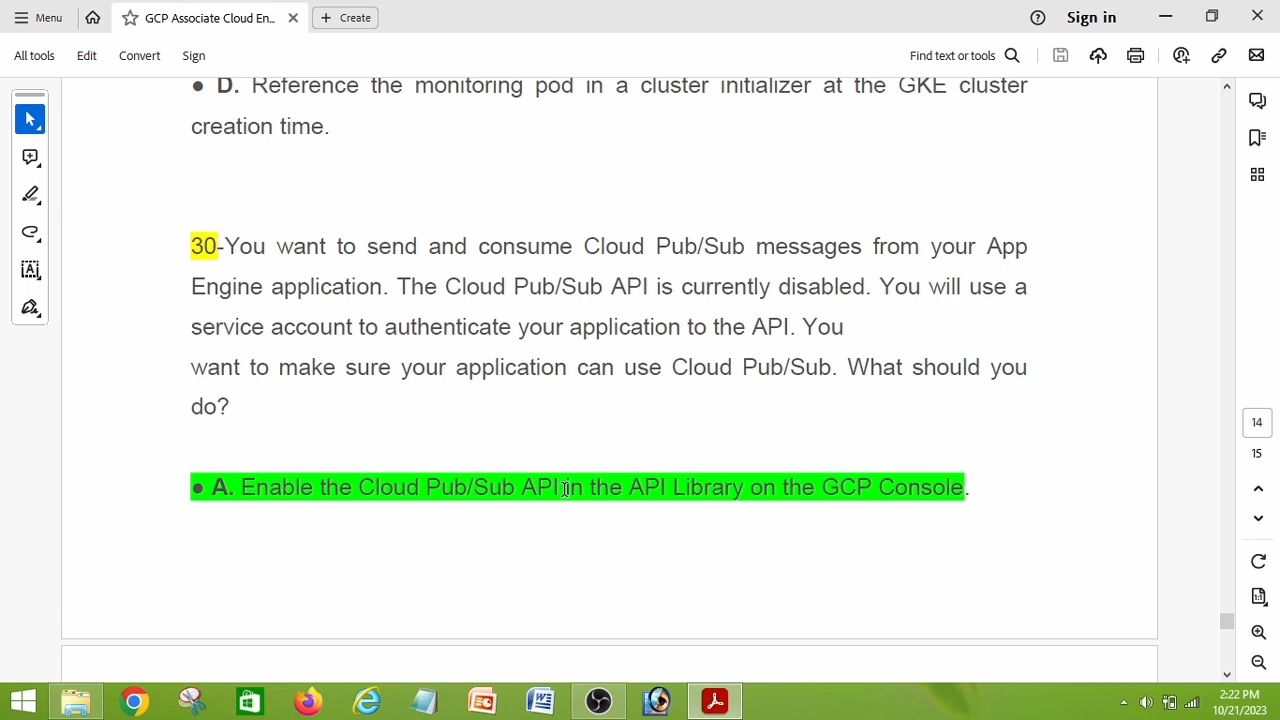 Menu
GCP Associate Cloud En...
Create
Sign in
All tools
Edit
Convert
Sign
Find text or tools
● D. Reference the monitoring pod in a cluster initializer at the GKE cluster
creation time.
30-You want to send and consume Cloud Pub/Sub messages from your App
Engine application. The Cloud Pub/Sub API is currently disabled. You will use a
service account to authenticate your application to the API. You
want to make sure your application can use Cloud Pub/Sub. What should you
do?
● A. Enable the Cloud Pub/Sub API in the API Library on the GCP Console.
14
15
2:22 PM
10/21/2023